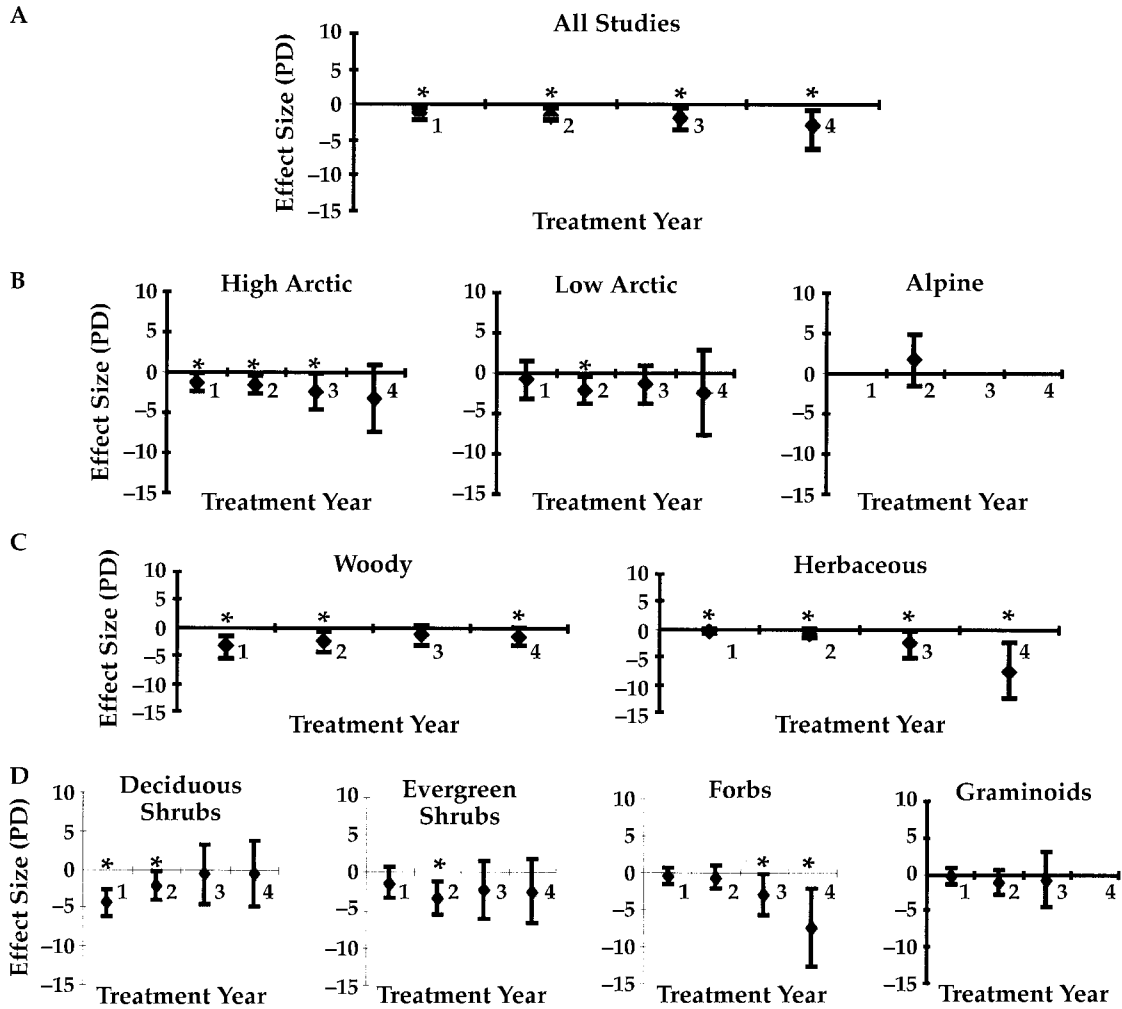 A
All Studies
Effect Size (PD)
10
5
0
−5
−10
−15
* * * *
1 2 3 4
Treatment Year
B
High Arctic
Effect Size (PD)
10
5
0
−5
−10
−15
* * *
1 2 3 4
Treatment Year
Low Arctic
10
5
0
−5
−10
−15
*
1 2 3 4
Treatment Year
Alpine
10
5
0
−5
−10
−15
1 2 3 4
Treatment Year
C
Woody
Effect Size (PD)
10
5
0
−5
−10
−15
* * *
1 2 3 4
Treatment Year
Herbaceous
10
5
0
−5
−10
−15
* * * *
1 2 3 4
Treatment Year
D
Deciduous
Shrubs
Effect Size (PD)
10
5
0
−5
−10
−15
* *
1 2 3 4
Treatment Year
Evergreen
Shrubs
10
5
0
−5
−10
−15
*
1 2 3 4
Treatment Year
Forbs
10
5
0
−5
−10
−15
* *
1 2 3 4
Treatment Year
Graminoids
10
5
0
−5
−10
−15
1 2 3 4
Treatment Year